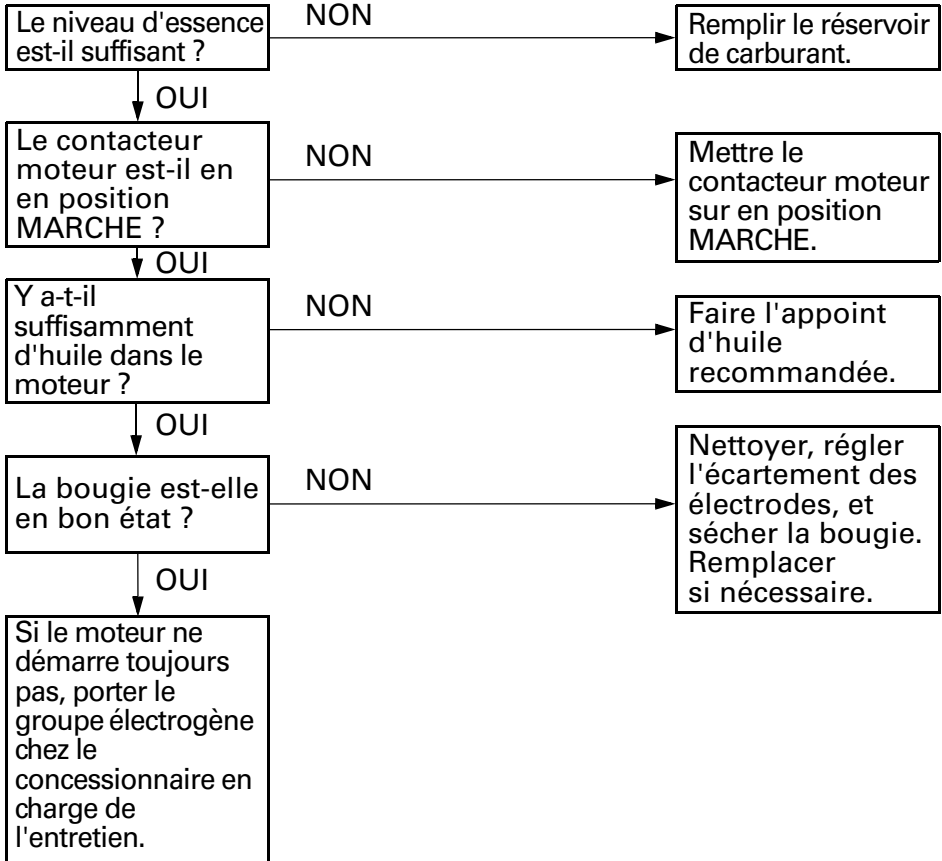 Le niveau d'essence
est-il suffisant ?
NON
Remplir le réservoir
de carburant.
OUI
Le contacteur
moteur est-il en
en position
MARCHE ?
NON
Mettre le
contacteur moteur
sur en position
MARCHE.
OUI
Y a-t-il
suffisamment
d'huile dans le
moteur ?
NON
Faire l'appoint
d'huile
recommandée.
OUI
La bougie est-elle
en bon état ?
NON
Nettoyer, régler
l'écartement des
électrodes, et
sécher la bougie.
Remplacer
si nécessaire.
OUI
Si le moteur ne
démarre toujours
pas, porter le
groupe électrogène
chez le
concessionnaire en
charge de
l'entretien.